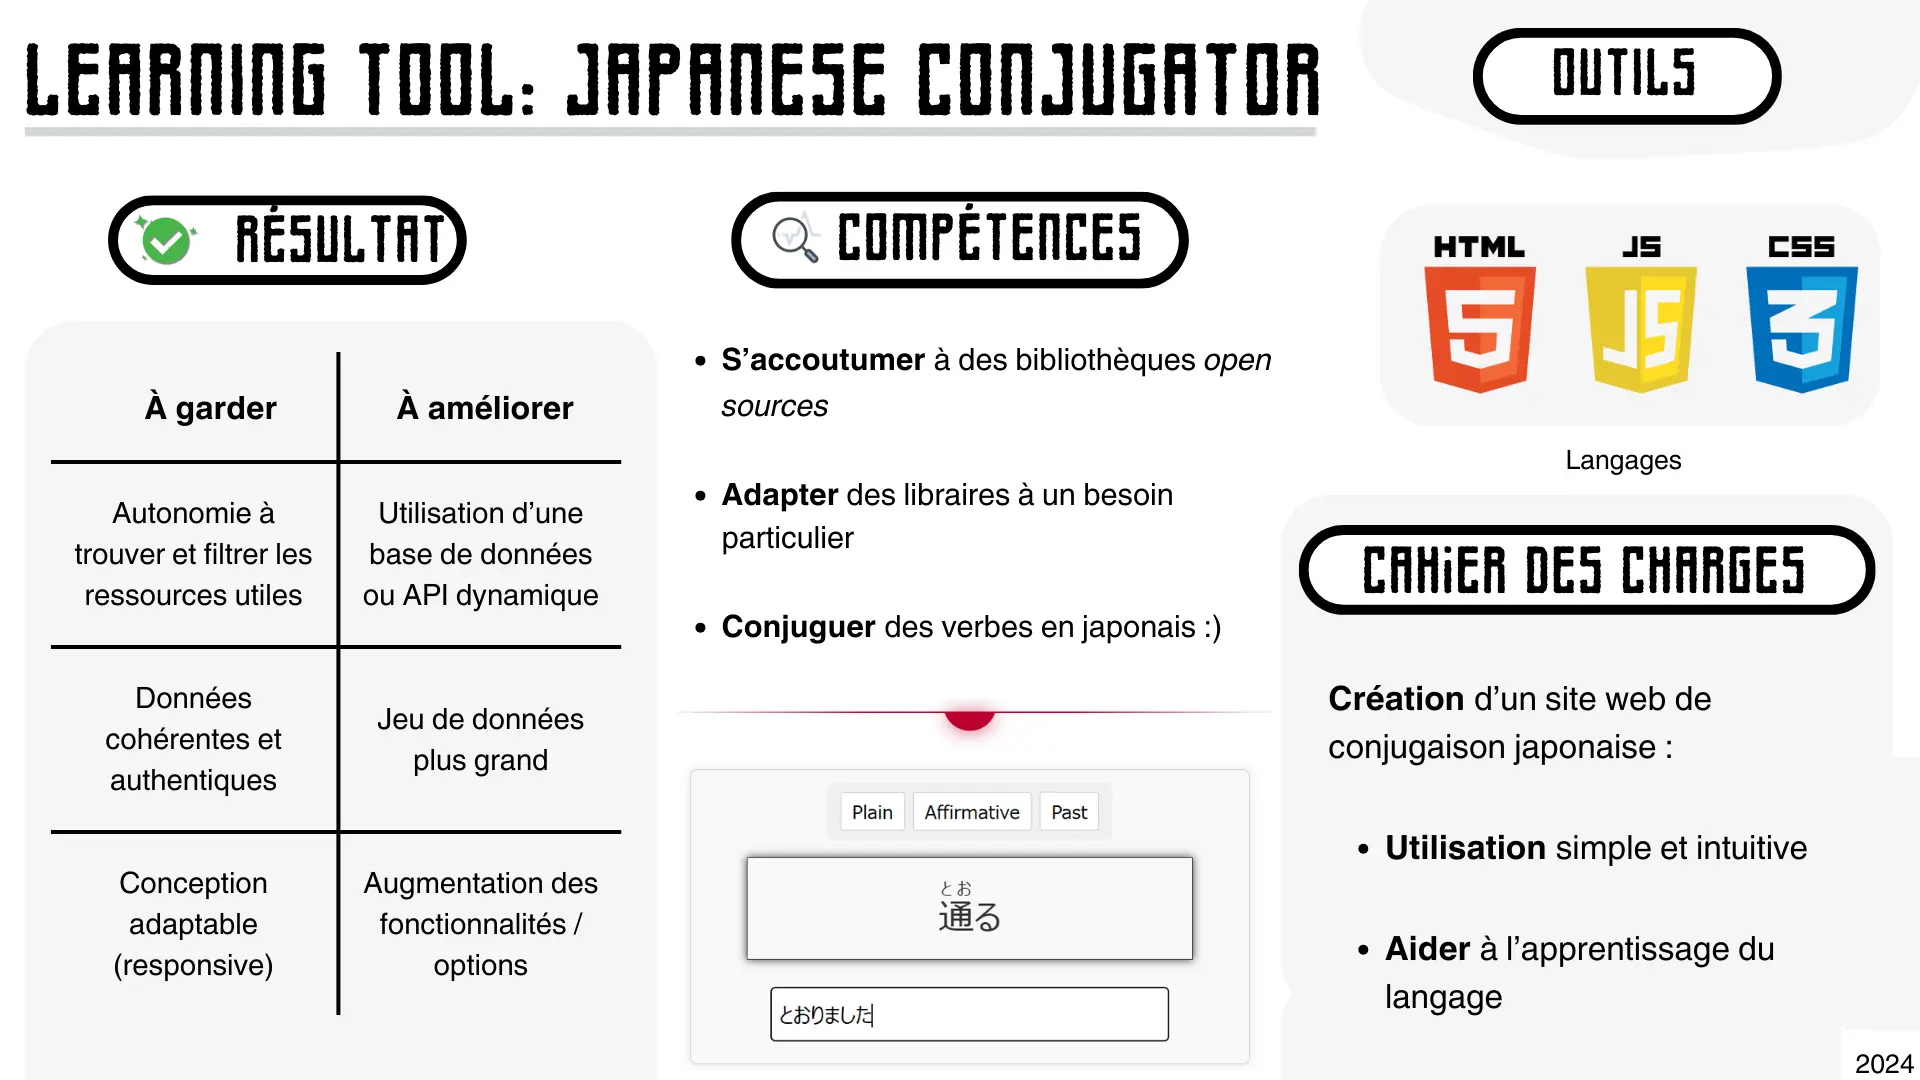 LEARNING TOOL: JAPANESE CONJUGATOR
OUTILS
RÉSULTAT
À garder
À améliorer
Autonomie à
trouver et filtrer les
ressources utiles
Utilisation d’une
base de données
ou API dynamique
Données
cohérentes et
authentiques
Jeu de données
plus grand
Conception
adaptable
(responsive)
Augmentation des
fonctionnalités /
options
COMPÉTENCES
• S’accoutumer à des bibliothèques open
sources
• Adapter des libraires à un besoin
particulier
• Conjuguer des verbes en japonais :)
Plain Affirmative Past
とお
通る
とおりました
HTML JS CSS
5 JS 3
Langages
CAHiER DES CHARGES
Création d’un site web de
conjugaison japonaise :
• Utilisation simple et intuitive
• Aider à l’apprentissage du
langage
2024